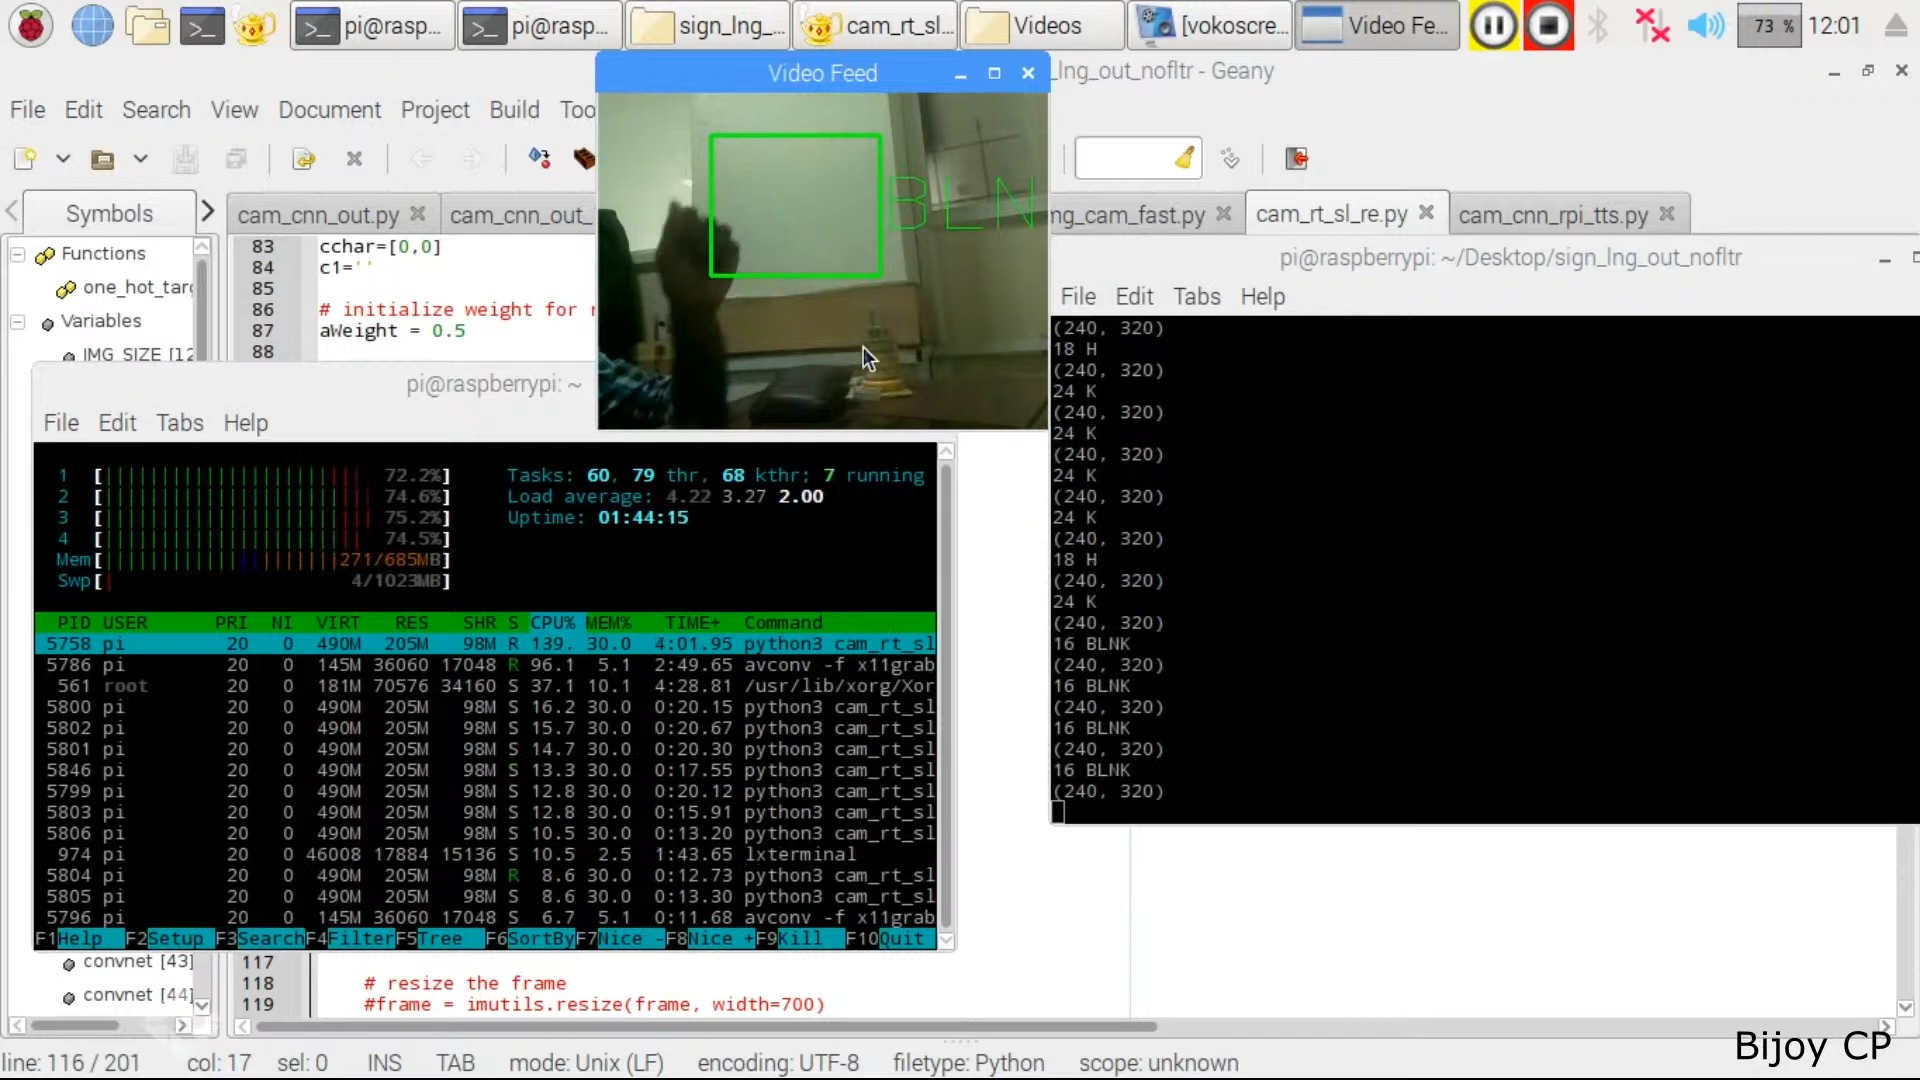 pi@rasp... pi@rasp... sign_lng_... cam_rt_sl... Videos [vokoscre... Video Fe... 73 % 12:01
Video Feed
_lng_out_nofltr - Geany
File Edit Search View Document Project Build Too
Symbols
cam_cnn_out.py cam_cnn_out_ ng_cam_fast.py cam_rt_sl_re.py cam_cnn_rpi_tts.py
Functions
one_hot_targ
Variables
IMG_SIZE [12
83 cchar=[0,0]
84 c1=''
85
86 # initialize weight for r
87 aWeight = 0.5
88
BLN
pi@raspberrypi: ~
File Edit Tabs Help
1 [72.2%]
2 [74.6%]
3 [75.2%]
4 [74.5%]
Mem[271/685MB]
Swp[4/1023MB]
Tasks: 60, 79 thr, 68 kthr; 7 running
Load average: 4.22 3.27 2.00
Uptime: 01:44:15
PID USER PRI NI VIRT RES SHR S CPU% MEM% TIME+ Command
5758 pi 20 0 490M 205M 98M R 139. 30.0 4:01.95 python3 cam_rt_sl
5786 pi 20 0 145M 36060 17048 R 96.1 5.1 2:49.65 avconv -f x11grab
561 root 20 0 181M 70576 34160 S 37.1 10.1 4:28.81 /usr/lib/xorg/Xor
5800 pi 20 0 490M 205M 98M S 16.2 30.0 0:20.15 python3 cam_rt_sl
5802 pi 20 0 490M 205M 98M S 15.7 30.0 0:20.67 python3 cam_rt_sl
5801 pi 20 0 490M 205M 98M S 14.7 30.0 0:20.30 python3 cam_rt_sl
5846 pi 20 0 490M 205M 98M S 13.3 30.0 0:17.55 python3 cam_rt_sl
5799 pi 20 0 490M 205M 98M S 12.8 30.0 0:20.12 python3 cam_rt_sl
5803 pi 20 0 490M 205M 98M S 12.8 30.0 0:15.91 python3 cam_rt_sl
5806 pi 20 0 490M 205M 98M S 10.5 30.0 0:13.20 python3 cam_rt_sl
974 pi 20 0 46008 17884 15136 S 10.5 2.5 1:43.65 lxterminal
5804 pi 20 0 490M 205M 98M R 8.6 30.0 0:12.73 python3 cam_rt_sl
5805 pi 20 0 490M 205M 98M S 8.6 30.0 0:13.30 python3 cam_rt_sl
5796 pi 20 0 145M 36060 17048 S 6.7 5.1 0:11.68 avconv -f x11grab
F1Help F2Setup F3Search F4Filter F5Tree F6SortBy F7Nice - F8Nice + F9Kill F10Quit
pi@raspberrypi: ~/Desktop/sign_lng_out_nofltr
File Edit Tabs Help
(240, 320)
18 H
(240, 320)
24 K
(240, 320)
24 K
(240, 320)
24 K
(240, 320)
24 K
(240, 320)
18 H
(240, 320)
24 K
(240, 320)
16 BLNK
(240, 320)
16 BLNK
(240, 320)
16 BLNK
(240, 320)
16 BLNK
(240, 320)
convnet [43]
convnet [44]
117
118 # resize the frame
119 #frame = imutils.resize(frame, width=700)
line: 116 / 201 col: 17 sel: 0 INS TAB mode: Unix (LF) encoding: UTF-8 filetype: Python scope: unknown
Bijoy CP